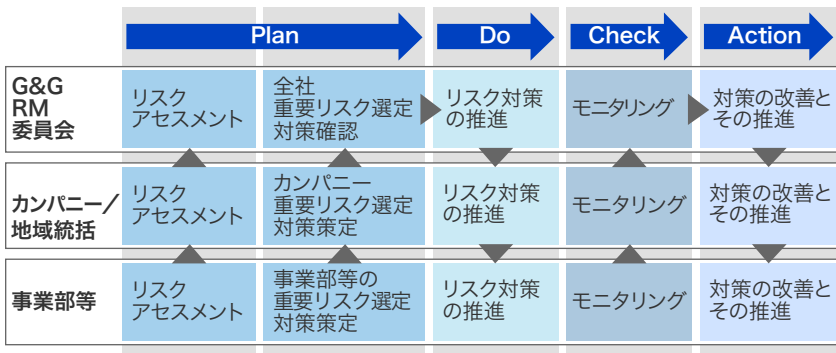 Plan
Do
Check
Action
G&G
RM
委員会
リスク
アセスメント
全社
重要リスク選定
対策確認
リスク対策
の推進
モニタリング
対策の改善と
その推進
カンパニー／
地域統括
リスク
アセスメント
カンパニー
重要リスク選定
対策策定
リスク対策
の推進
モニタリング
対策の改善と
その推進
事業部等
リスク
アセスメント
事業部等の
重要リスク選定
対策策定
リスク対策
の推進
モニタリング
対策の改善と
その推進